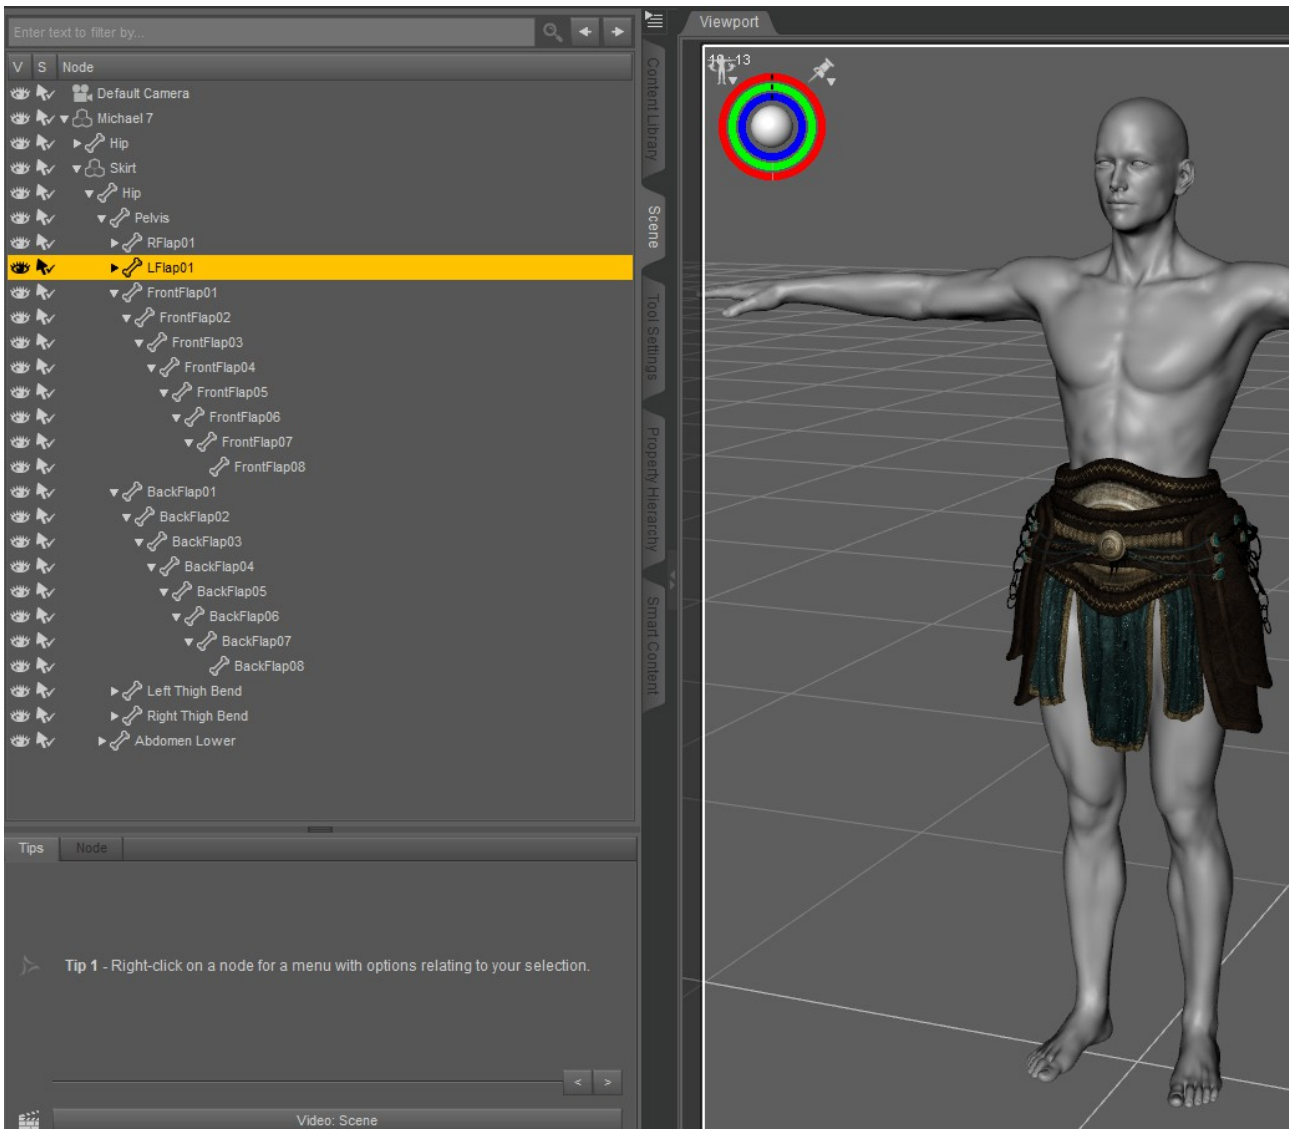 Enter text to filter by...
V S Node
Default Camera
Michael 7
Hip
Skirt
Hip
Pelvis
RFlap01
LFlap01
FrontFlap01
FrontFlap02
FrontFlap03
FrontFlap04
FrontFlap05
FrontFlap06
FrontFlap07
FrontFlap08
BackFlap01
BackFlap02
BackFlap03
BackFlap04
BackFlap05
BackFlap06
BackFlap07
BackFlap08
Left Thigh Bend
Right Thigh Bend
Abdomen Lower
Tips Node
Tip 1 - Right-click on a node for a menu with options relating to your selection.
< >
Video: Scene
Content Library
Scene
Tool Settings
Property Hierarchy
Smart Content
Viewport